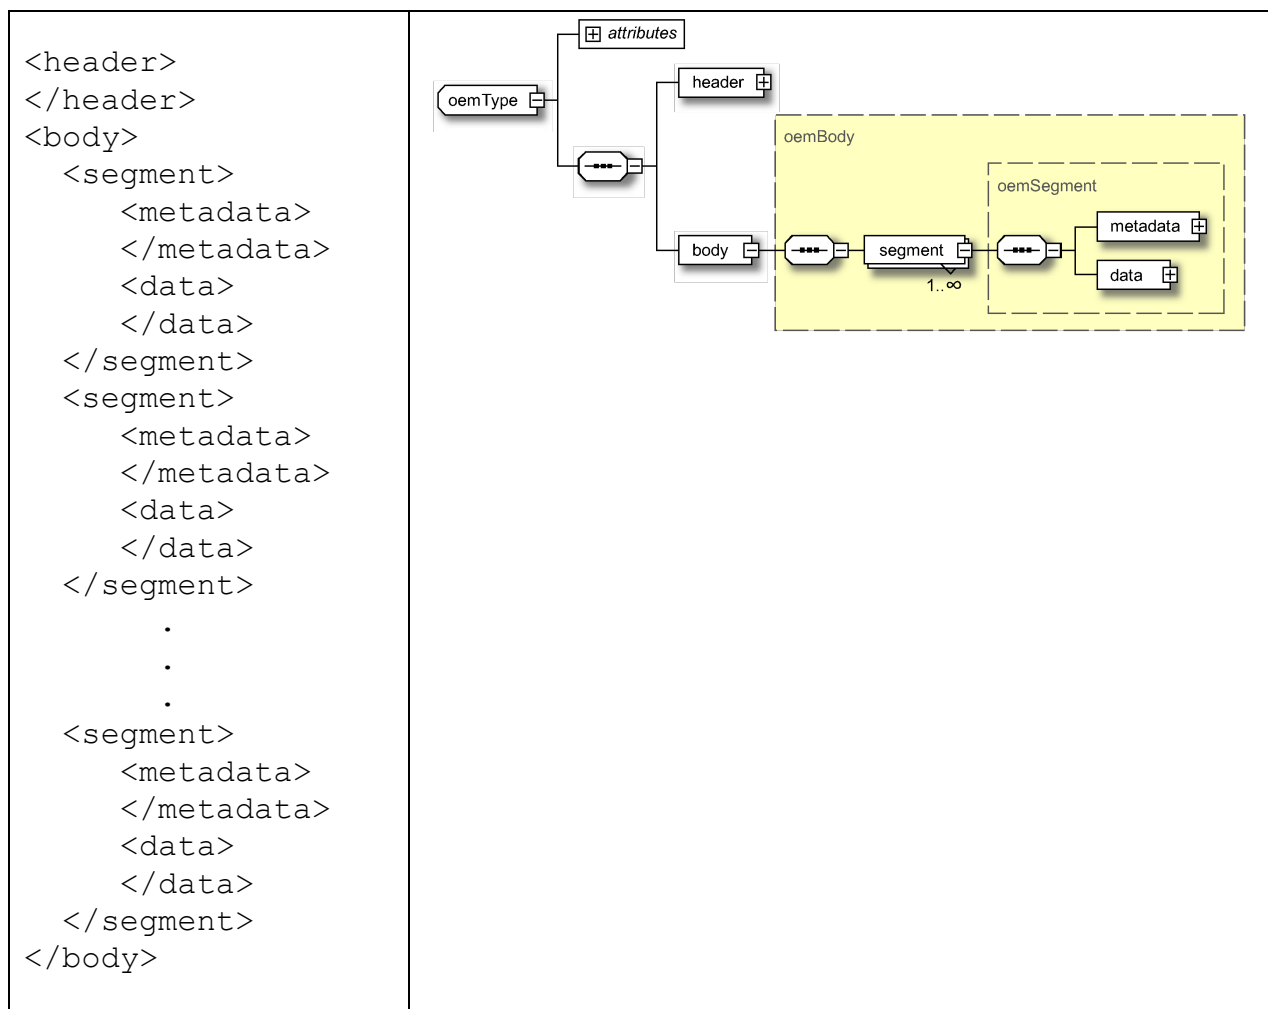 <header>
</header>
<body>
  <segment>
     <metadata>
     </metadata>
     <data>
     </data>
  </segment>
  <segment>
     <metadata>
     </metadata>
     <data>
     </data>
  </segment>
       .
       .
       .
  <segment>
     <metadata>
     </metadata>
     <data>
     </data>
  </segment>
</body>
attributes
oemType
header
oemBody
oemSegment
metadata
body
segment
data
1..∞